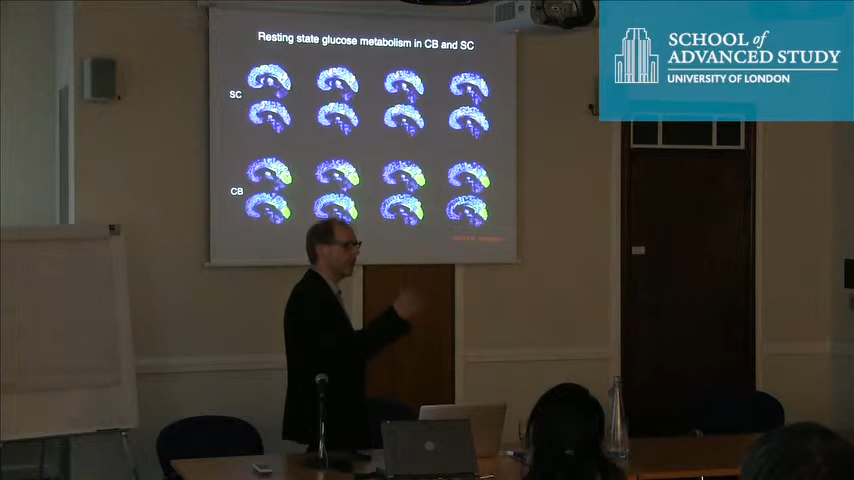 Resting state glucose metabolism in CB and SC
SC
CB
SCHOOL of
ADVANCED STUDY
UNIVERSITY OF LONDON